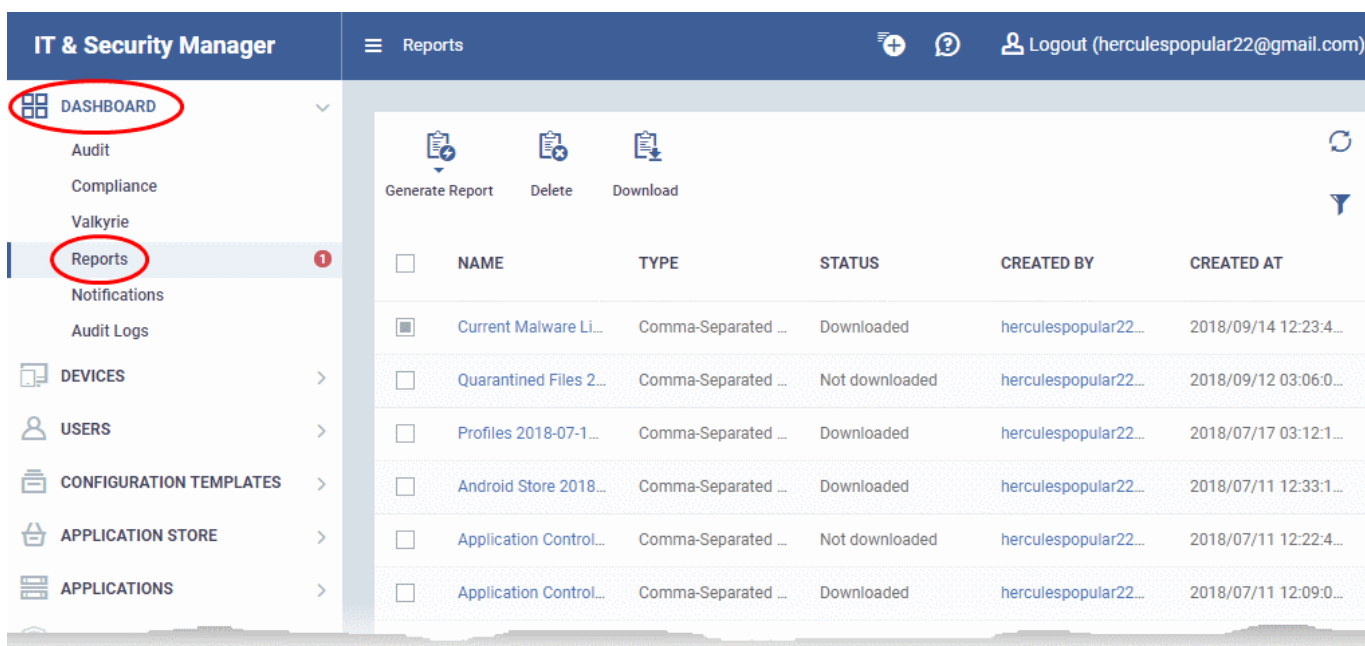 IT & Security Manager
Reports
Logout (herculespopular22@gmail.com)
DASHBOARD
Audit
Compliance
Valkyrie
Reports 1
Notifications
Audit Logs
DEVICES
USERS
CONFIGURATION TEMPLATES
APPLICATION STORE
APPLICATIONS
Generate Report Delete Download
NAME TYPE STATUS CREATED BY CREATED AT
Current Malware Li... Comma-Separated ... Downloaded herculespopular22... 2018/09/14 12:23:4...
Quarantined Files 2... Comma-Separated ... Not downloaded herculespopular22... 2018/09/12 03:06:0...
Profiles 2018-07-1... Comma-Separated ... Downloaded herculespopular22... 2018/07/17 03:12:1...
Android Store 2018... Comma-Separated ... Downloaded herculespopular22... 2018/07/11 12:33:1...
Application Control... Comma-Separated ... Not downloaded herculespopular22... 2018/07/11 12:22:4...
Application Control... Comma-Separated ... Downloaded herculespopular22... 2018/07/11 12:09:0...